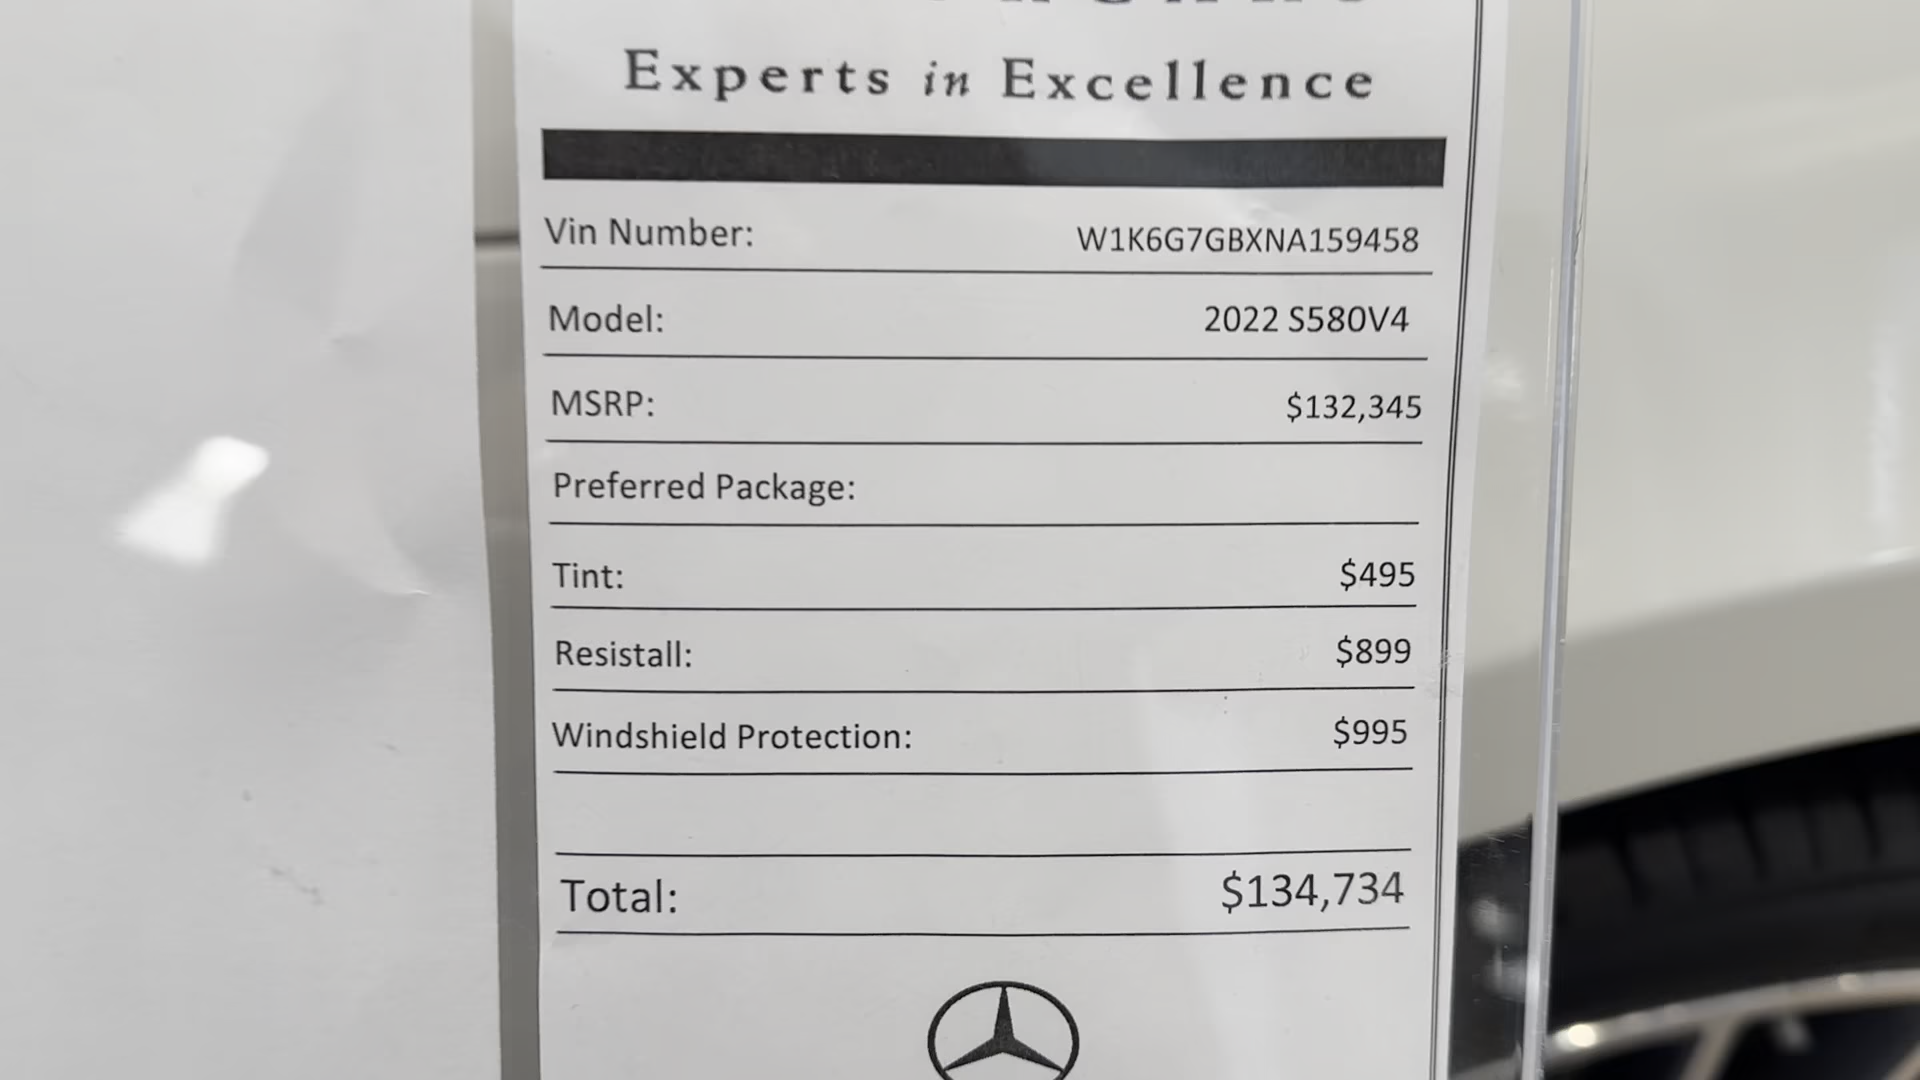 Experts in Excellence
Vin Number: W1K6G7GBXNA159458
Model: 2022 S580V4
MSRP: $132,345
Preferred Package:
Tint: $495
Resistall: $899
Windshield Protection: $995
Total: $134,734